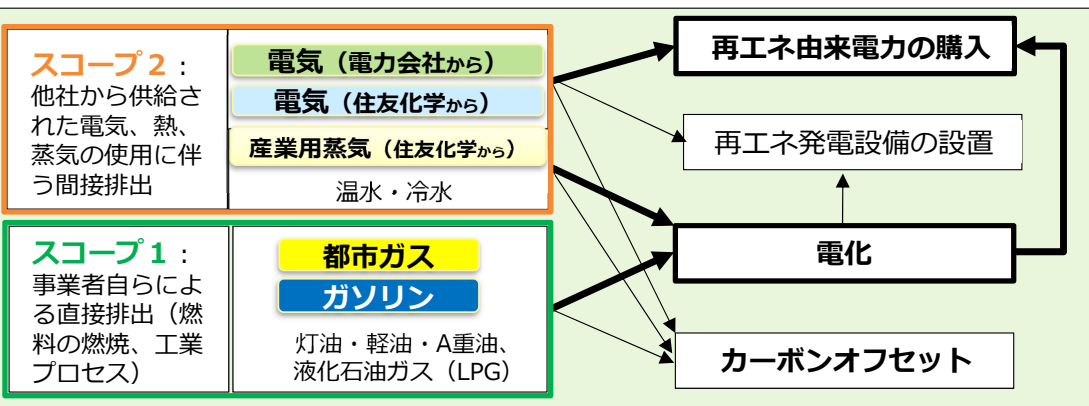 スコープ２：
他社から供給さ
れた電気、熱、
蒸気の使用に伴
う間接排出
電気（電力会社から）
電気（住友化学から）
産業用蒸気（住友化学から）
温水・冷水
スコープ１：
事業者自らによ
る直接排出（燃
料の燃焼、工業
プロセス）
都市ガス
ガソリン
灯油・軽油・A重油、
液化石油ガス（LPG）
再エネ由来電力の購入
再エネ発電設備の設置
電化
カーボンオフセット